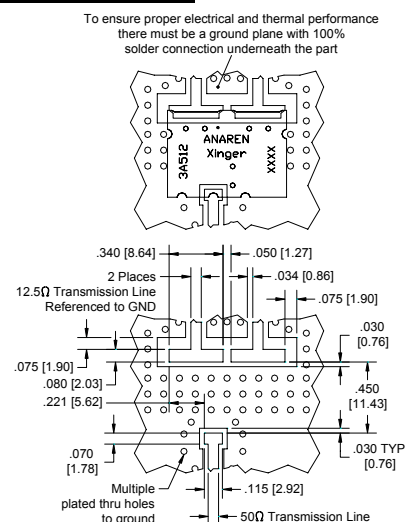 To ensure proper electrical and thermal performance
there must be a ground plane with 100%
solder connection underneath the part
3A512
ANAREN
Xinger
XXXX
.340 [8.64]
.050 [1.27]
2 Places
.034 [0.86]
12.5Ω Transmission Line
Referenced to GND
.075 [1.90]
.030
[0.76]
.075 [1.90]
.080 [2.03]
.221 [5.62]
.450
[11.43]
.070
[1.78]
.030 TYP
[0.76]
Multiple
plated thru holes
to ground
.115 [2.92]
50Ω Transmission Line